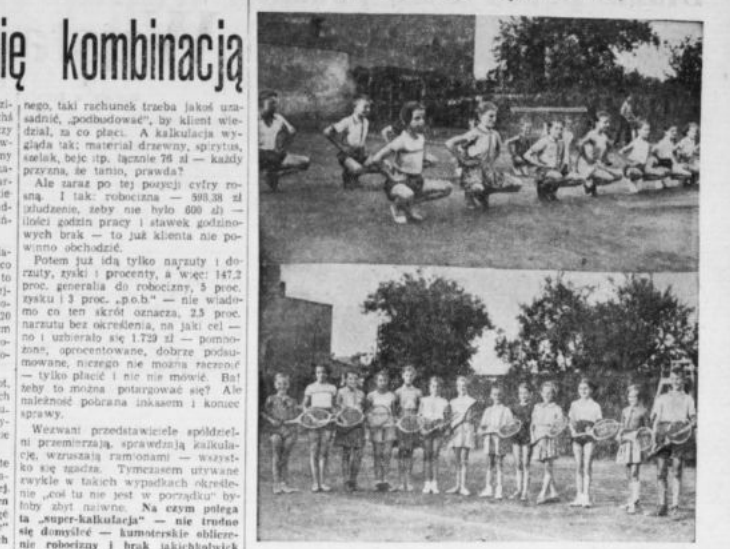 ię kombinacją
nego, taki rachunek trzeba jakoś uza-
sadnić, „podbudować”, by klient wie-
dział, za co płaci. A kalkulacja wy-
gląda tak: materiał drzewny, spirytus,
szelak, bejc itp. łącznie 76 zł — każdy
przyzna, że tanio, prawda?
Ale zaraz po tej pozycji cyfry ro-
sną. I tak: robocizna — 598,38 zł
(złudzenie, żeby nie było 600 zł) —
ilości godzin pracy i stawek godzino-
wych brak — to już klienta nie po-
winno obchodzić.
Potem już idą tylko narzuty i do-
rzuty, zyski i procenty, a więc: 147,2
proc. generalia do robocizny, 5 proc.
zysku i 3 proc. „p.o.b.” — nie wiado-
mo co ten skrót oznacza, 2,5 proc.
narzutu bez określenia, na jaki cel —
no i uzbierało się 1.729 zł — pomno-
żone, oprocentowane, dobrze podsu-
mowane, niczego nie można
— tylko płacić i nic nie mówić. Ba!
żeby to można potargować się? Ale
należność pobrana inkasem i koniec
sprawy.
Wezwani przedstawiciele spółdziel-
ni przemierzają, sprawdzają kalkula-
cję, wzruszają ramionami — wszyst-
ko się zgadza. Tymczasem używane
zwykle w takich wypadkach określe-
nie „coś tu nie jest w porządku” by-
łoby zbyt naiwne. Na czym polega
ta „super-kalkulacja” — nie trudno
się domyśleć — kumoterskie oblicze-
nie robocizny i brak jakichkolwiek